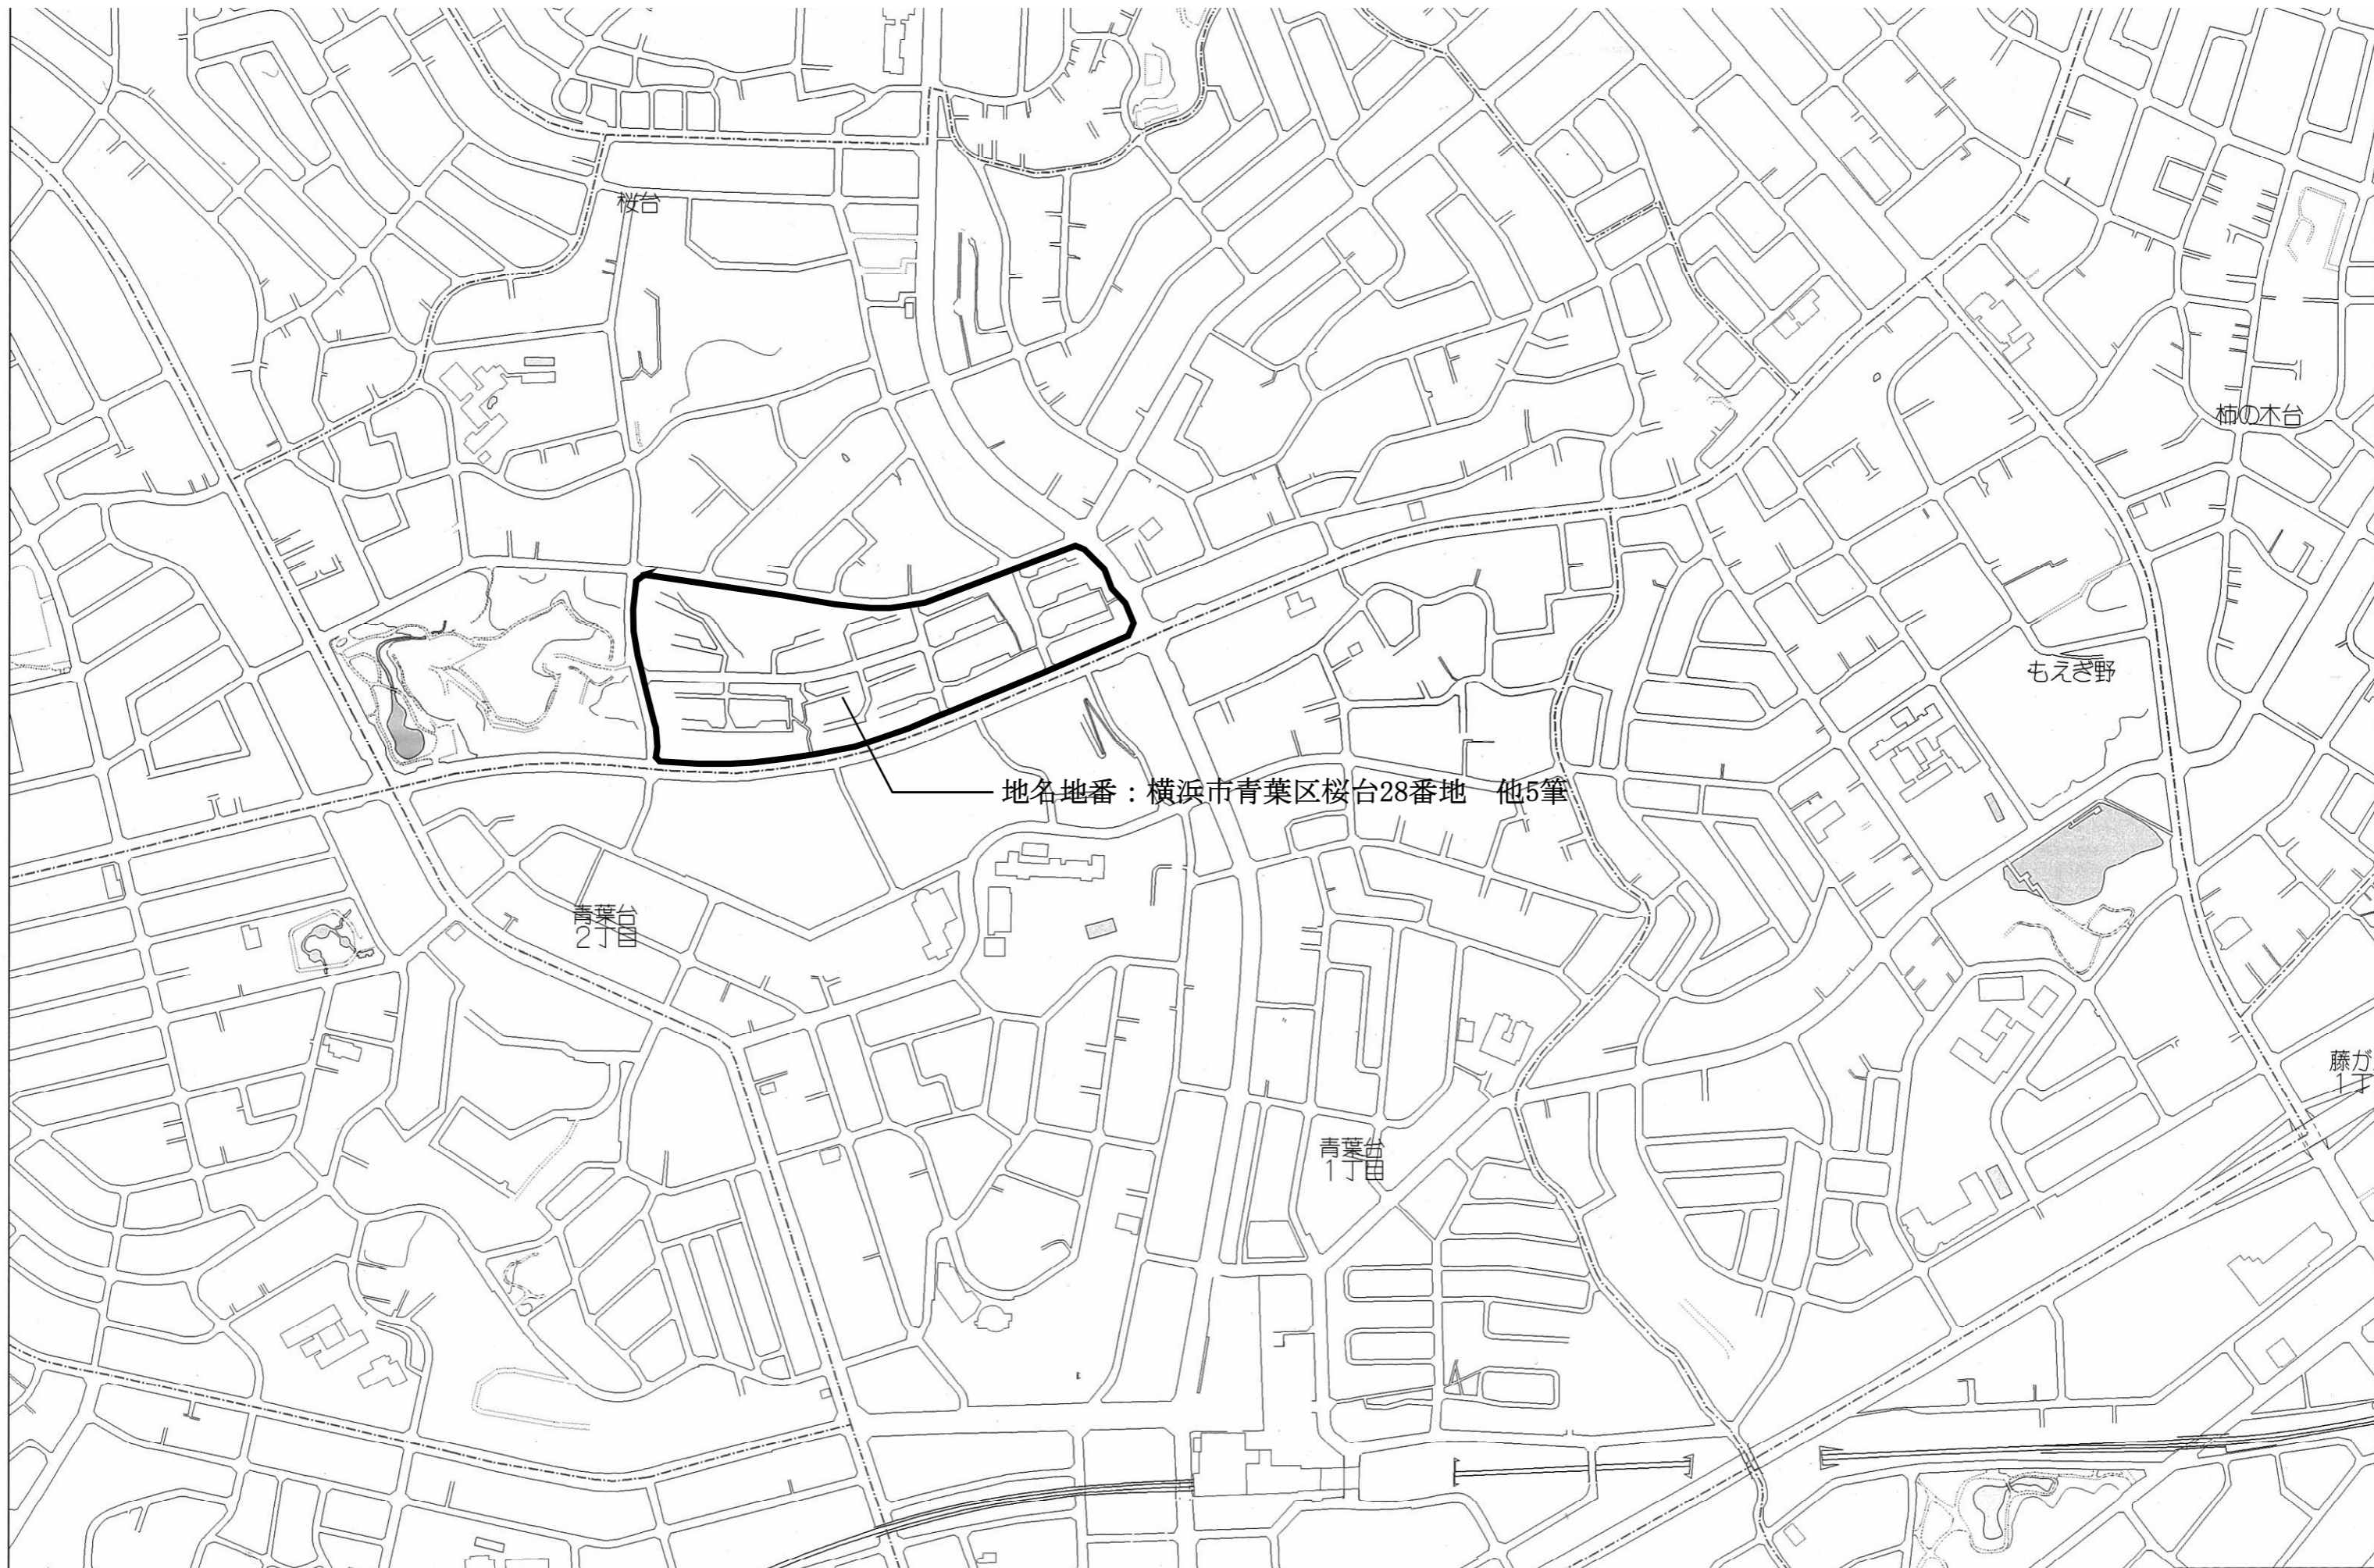 桜台
柿の木台
もえぎ野
地名地番：横浜市青葉区桜台28番地　他5筆
青葉台
2丁目
藤が
1丁
青葉台
1丁目